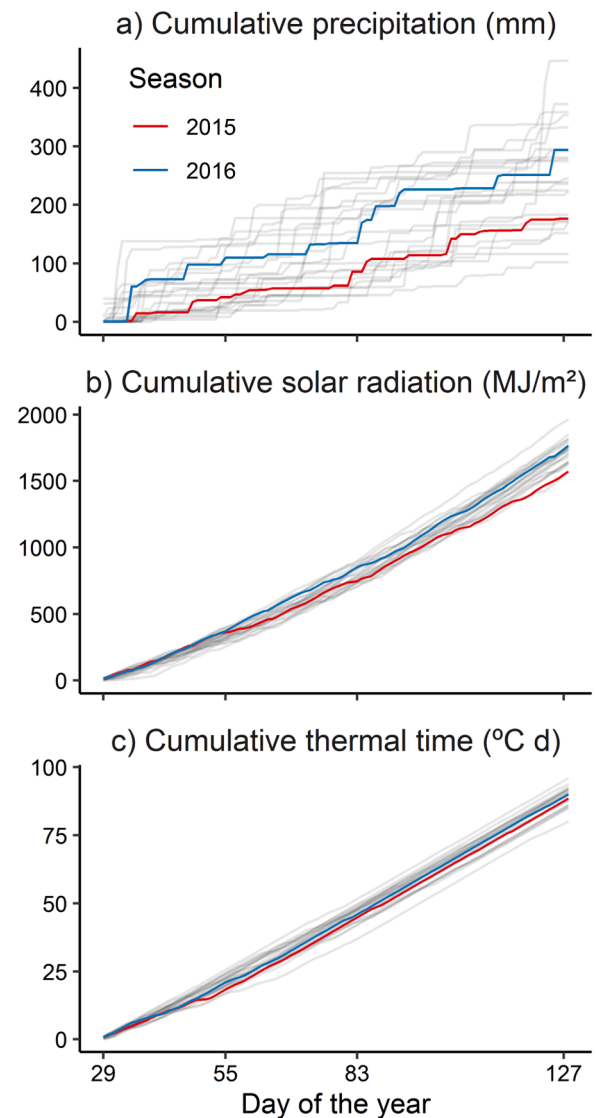 a) Cumulative precipitation (mm)
Season
2015
2016
400
300
200
100
0
b) Cumulative solar radiation (MJ/m²)
2000
1500
1000
500
0
c) Cumulative thermal time (ºC d)
100
75
50
25
0
29 55 83 127
Day of the year